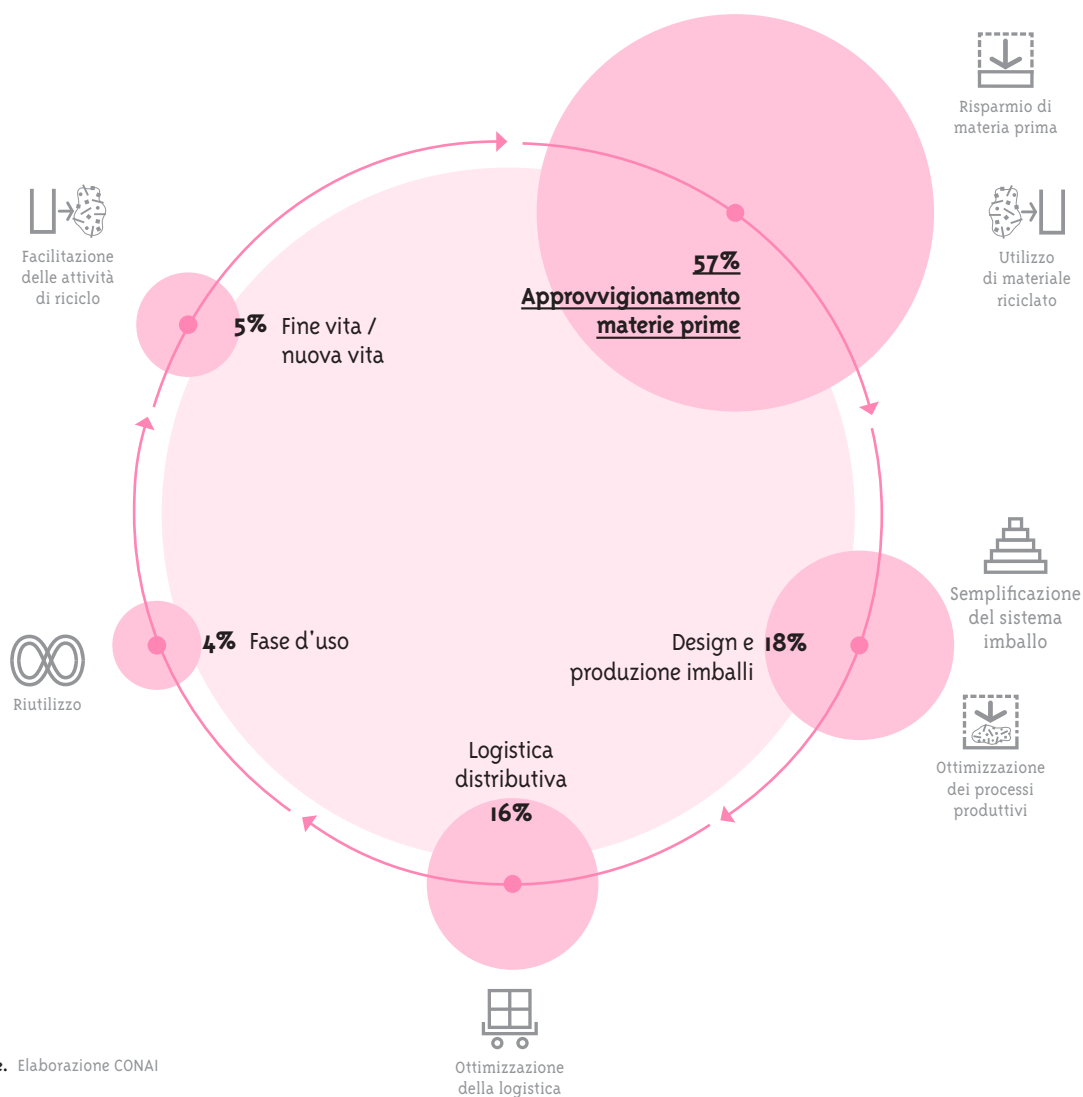 Risparmio di
materia prima
Utilizzo
di materiale
riciclato
57%
Approvvigionamento
materie prime
Facilitazione
delle attività
di riciclo
5% Fine vita /
nuova vita
Semplificazione
del sistema
imballo
Design e 18%
produzione imballi
4% Fase d'uso
Riutilizzo
Ottimizzazione
dei processi
produttivi
Logistica
distributiva
16%
Ottimizzazione
della logistica
e. Elaborazione CONAI